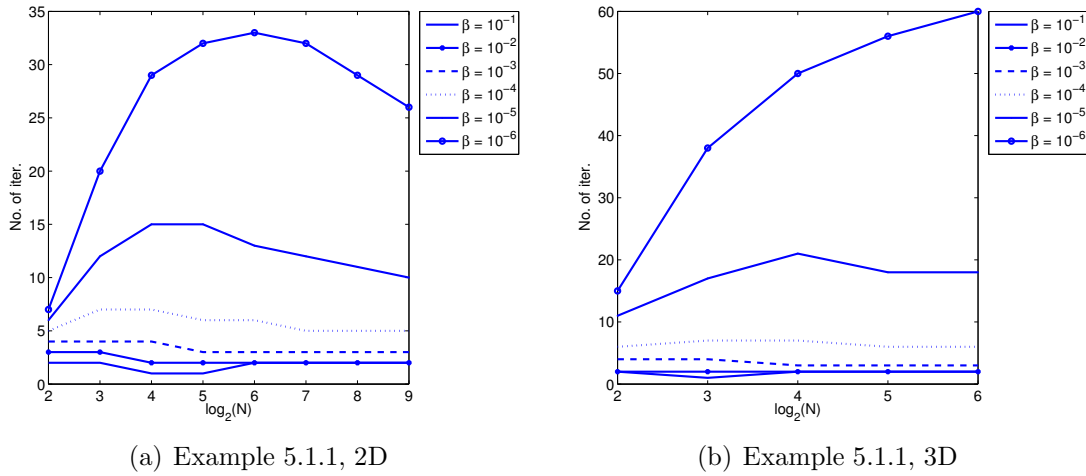 35
30
25
20
15
10
5
0
No. of iter.
2 3 4 5 6 7 8 9
log₂(N)
β = 10⁻¹
β = 10⁻²
β = 10⁻³
β = 10⁻⁴
β = 10⁻⁵
β = 10⁻⁶
(a) Example 5.1.1, 2D
60
50
40
30
20
10
0
No. of iter.
2 3 4 5 6
log₂(N)
β = 10⁻¹
β = 10⁻²
β = 10⁻³
β = 10⁻⁴
β = 10⁻⁵
β = 10⁻⁶
(b) Example 5.1.1, 3D